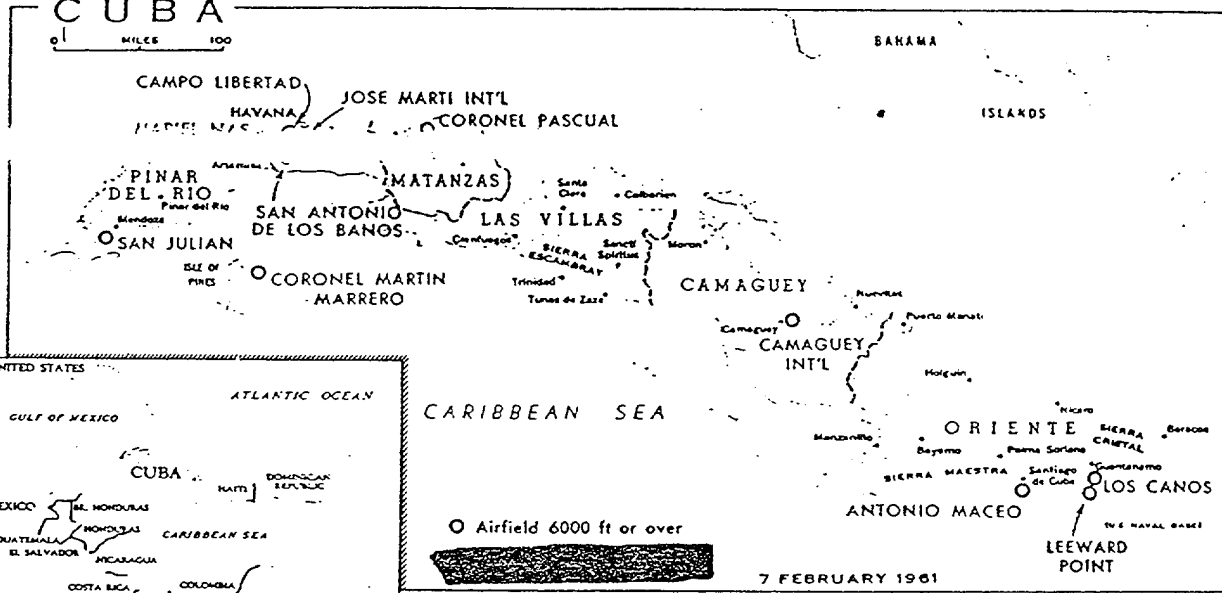 CUBA
0 MILES 100
BAHAMA
ISLANDS
CAMPO LIBERTAD
HAVANA
JOSE MARTI INT'L
CORONEL PASCUAL
PINAR
DEL RIO
Pinar del Rio
Mendoza
SAN JULIAN
SAN ANTONIO
DE LOS BANOS
MATANZAS
Santa
Clara
Caibarien
LAS VILLAS
Cienfuegos
SIERRA
ESCAMBRAY
Sancti
Spiritus
Moron
ISLE OF
PINES
CORONEL MARTIN
MARRERO
Trinidad
Tunas de Zaza
CAMAGUEY
Nuevitas
Camaguey
CAMAGUEY
INT'L
Puerto Manati
Holguin
CARIBBEAN SEA
Nicaro
ORIENTE
SIERRA
CRISTAL
Baracoa
Manzanillo
Bayamo
Palma Soriano
SIERRA MAESTRA
Santiago
de Cuba
Guantanamo
LOS CANOS
ANTONIO MACEO
(U S NAVAL BASE)
LEEWARD
POINT
NITED STATES
ATLANTIC OCEAN
GULF OF MEXICO
CUBA
HAITI
DOMINICAN
REPUBLIC
EXICO
BR. HONDURAS
HONDURAS
GUATEMALA
EL SALVADOR
CARIBBEAN SEA
NICARAGUA
COSTA RICA
COLOMBIA
O Airfield 6000 ft or over
7 FEBRUARY 1961